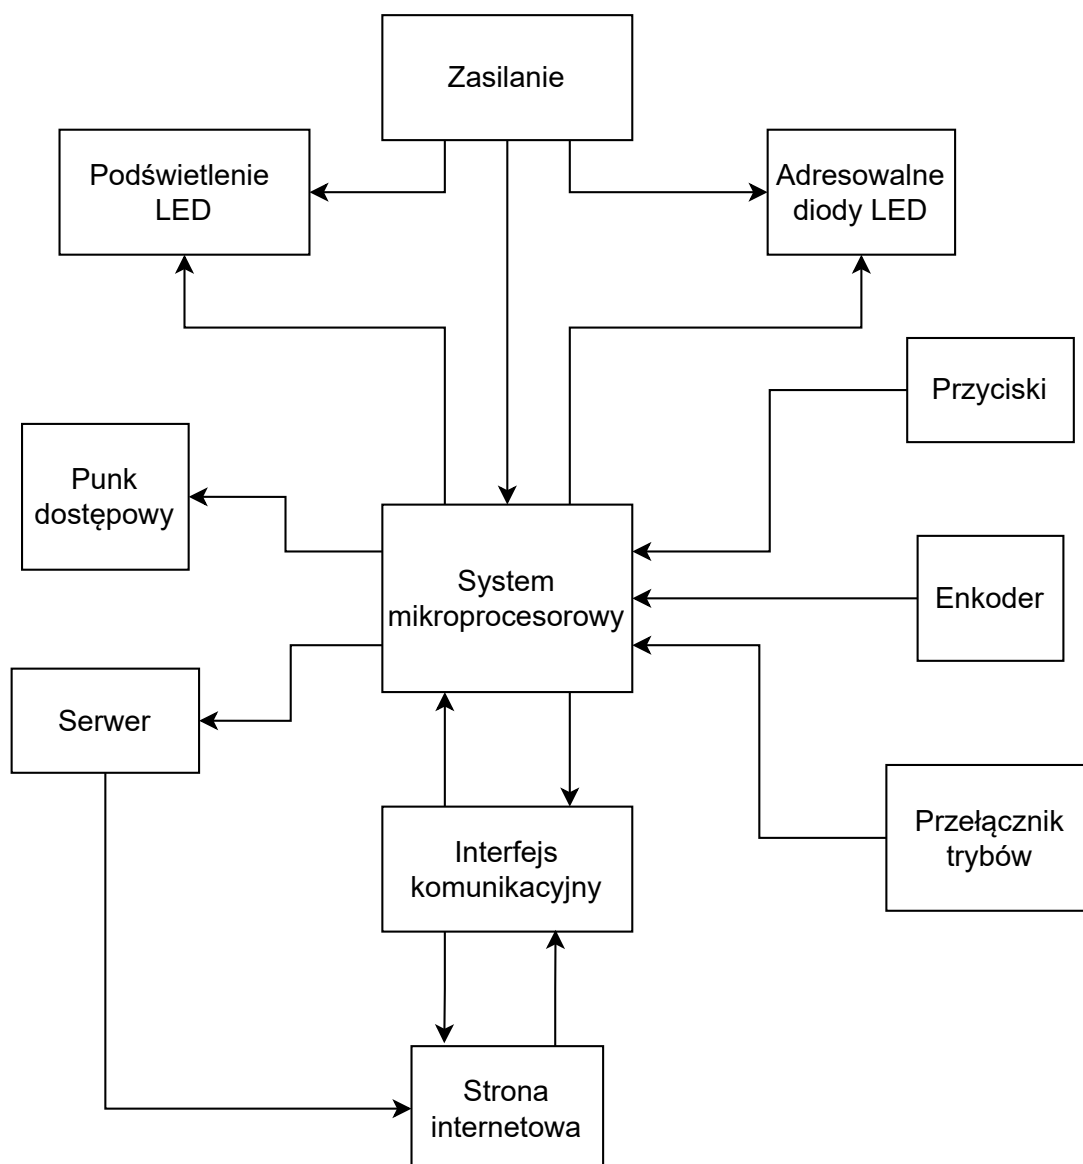 Zasilanie
Podświetlenie
LED
Adresowalne
diody LED
Przyciski
Punk
dostępowy
System
mikroprocesorowy
Enkoder
Serwer
Interfejs
komunikacyjny
Przełącznik
trybów
Strona
internetowa